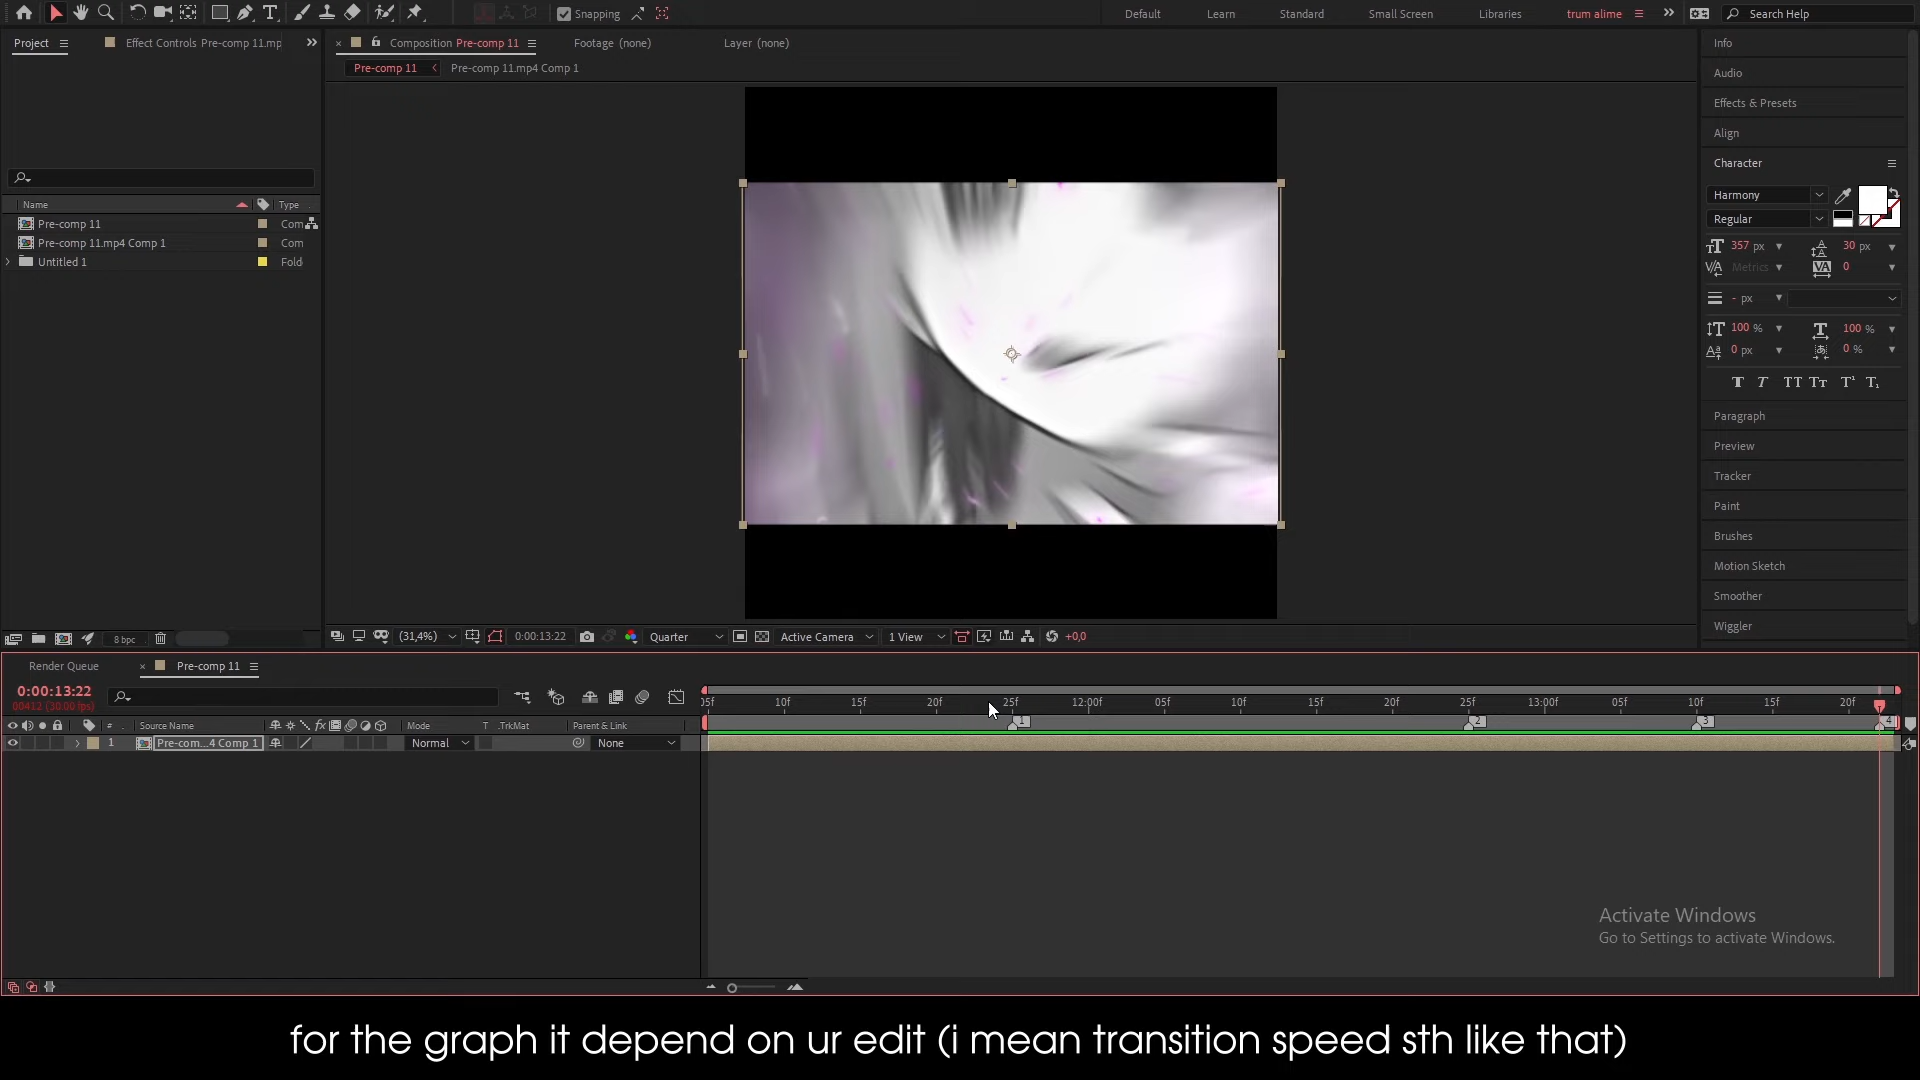 Snapping
Default
Learn
Standard
Small Screen
Libraries
trum alime
Search Help
Project
Effect Controls Pre-comp 11.mp
Composition Pre-comp 11
Footage (none)
Layer (none)
Pre-comp 11
Pre-comp 11.mp4 Comp 1
Name
Type
Pre-comp 11
Com
Pre-comp 11.mp4 Comp 1
Com
Untitled 1
Fold
8 bpc
(31,4%)
0:00:13:22
Quarter
Active Camera
1 View
+0,0
Info
Audio
Effects & Presets
Align
Character
Harmony
Regular
357 px
30 px
Metrics
0
- px
100 %
100 %
0 px
0 %
Paragraph
Preview
Tracker
Paint
Brushes
Motion Sketch
Smoother
Wiggler
Render Queue
Pre-comp 11
0:00:13:22
00412 (30.00 fps)
# Source Name
Mode
T .TrkMat
Parent & Link
1 Pre-com...4 Comp 1
Normal
None
05f 10f 15f 20f 25f 12:00f 05f 10f 15f 20f 25f 13:00f 05f 10f 15f 20f
1 2 3 4
Activate Windows
Go to Settings to activate Windows.
for the graph it depend on ur edit (i mean transition speed sth like that)